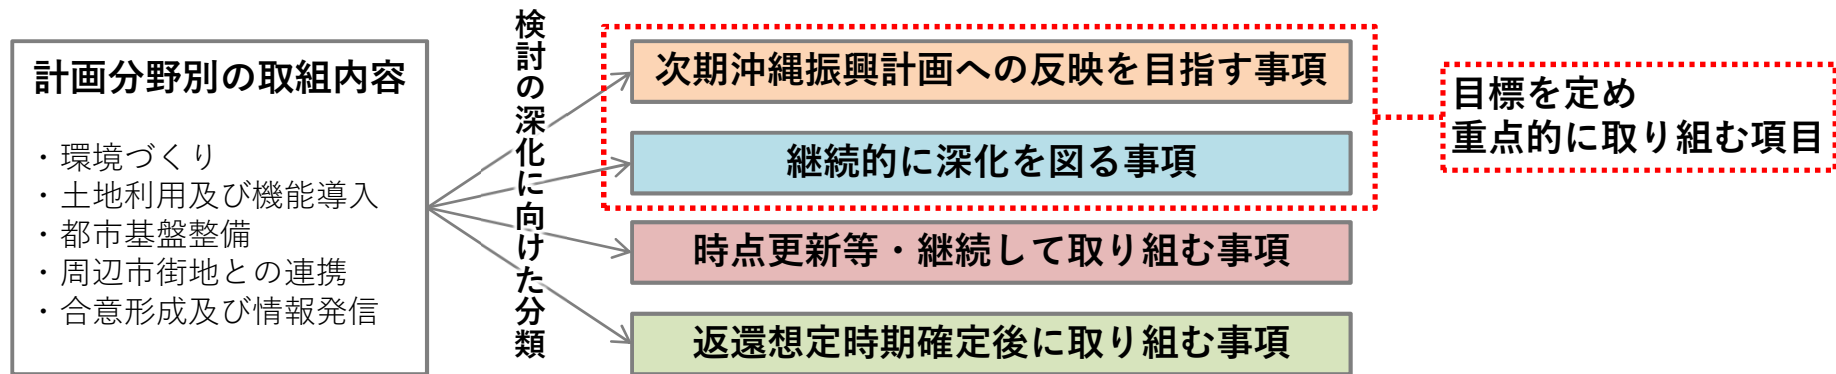 計画分野別の取組内容
・環境づくり
・土地利用及び機能導入
・都市基盤整備
・周辺市街地との連携
・合意形成及び情報発信
検討の深化に向けた分類
次期沖縄振興計画への反映を目指す事項
継続的に深化を図る事項
時点更新等・継続して取り組む事項
返還想定時期確定後に取り組む事項
目標を定め
重点的に取り組む項目